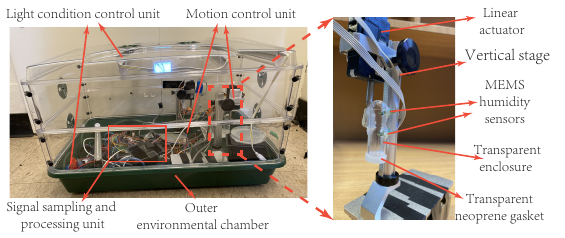 Light condition control unit
Motion control unit
Linear
actuator
Vertical stage
MEMS
humidity
sensors
Transparent
enclosure
Transparent
neoprene gasket
Signal sampling and
processing unit
Outer
environmental chamber